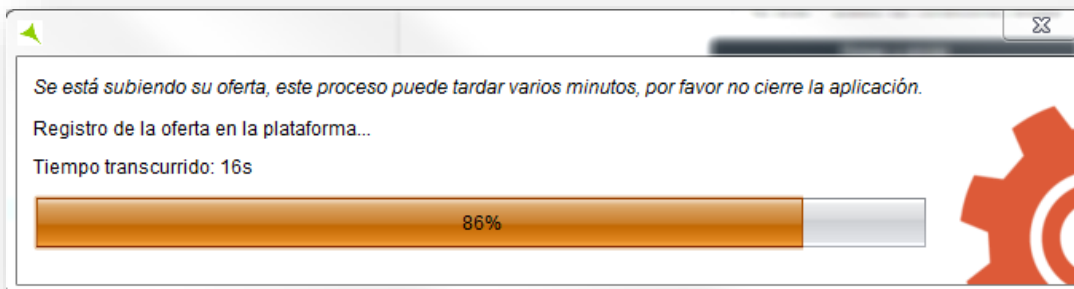 Se está subiendo su oferta, este proceso puede tardar varios minutos, por favor no cierre la aplicación.
Registro de la oferta en la plataforma...
Tiempo transcurrido: 16s
86%